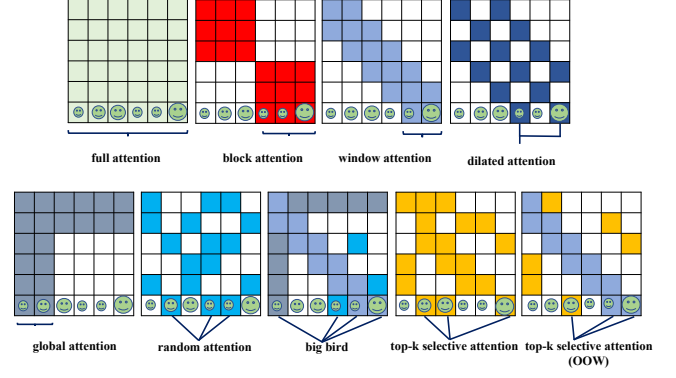 full attention
block attention
window attention
dilated attention
global attention
random attention
big bird
top-k selective attention
top-k selective attention
(OOW)